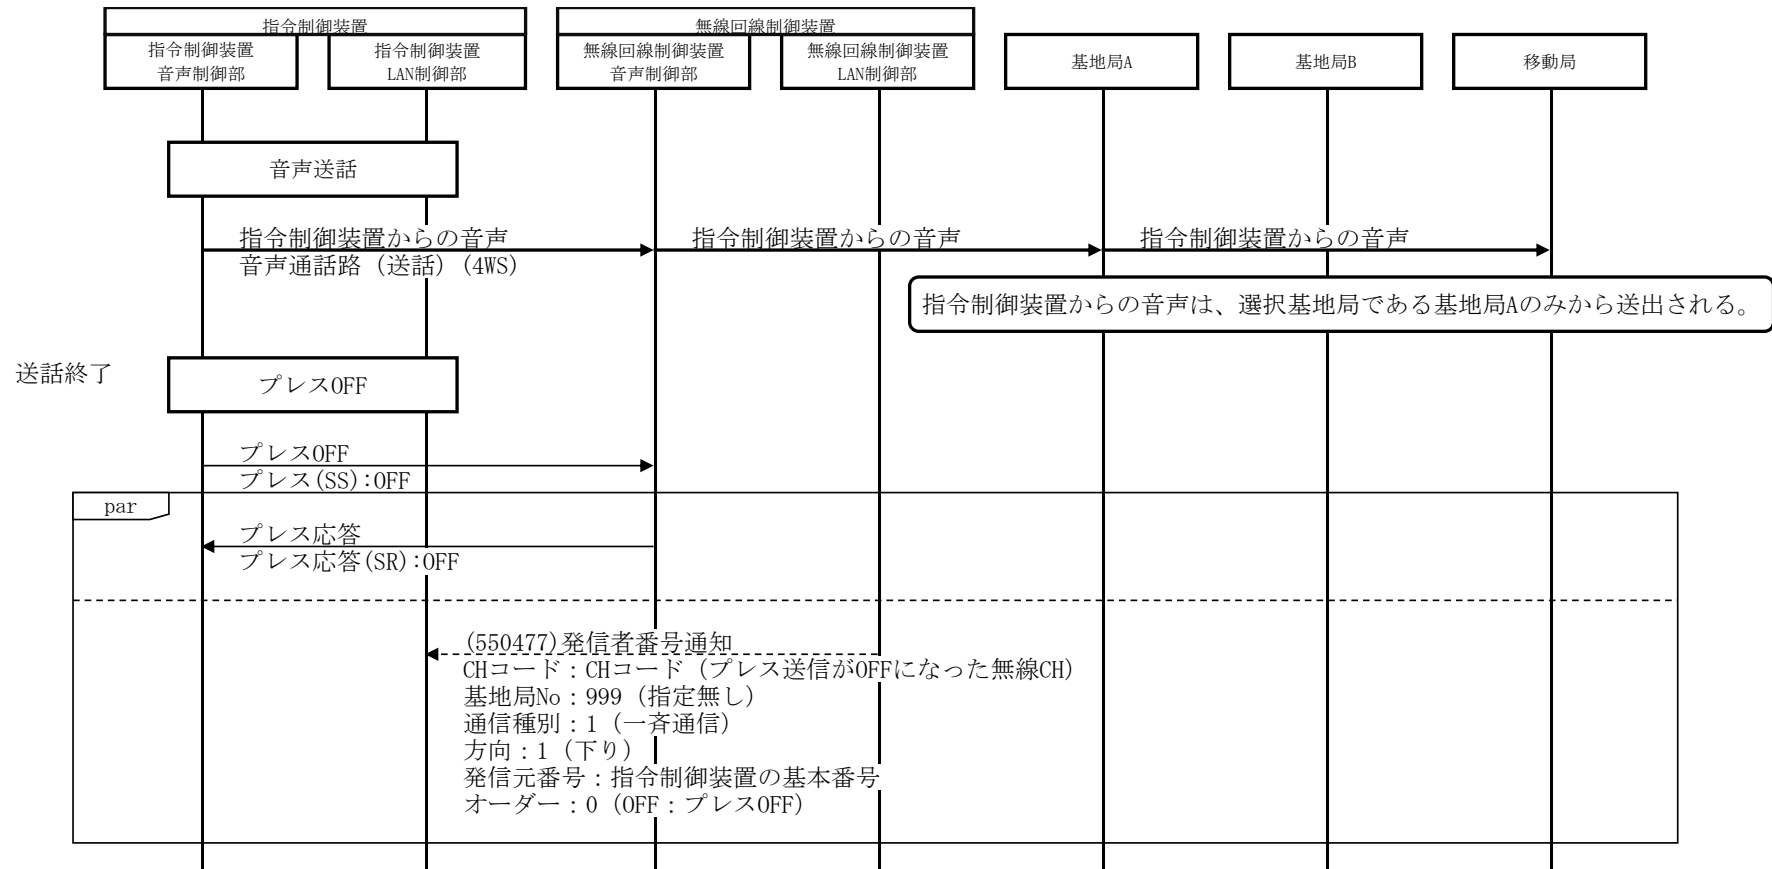 指令制御装置
無線回線制御装置
指令制御装置
音声制御部
指令制御装置
LAN制御部
無線回線制御装置
音声制御部
無線回線制御装置
LAN制御部
基地局A
基地局B
移動局
音声送話
指令制御装置からの音声
音声通話路（送話）(4WS)
指令制御装置からの音声
指令制御装置からの音声
指令制御装置からの音声は、選択基地局である基地局Aのみから送出される。
送話終了
プレスOFF
プレスOFF
プレス(SS):OFF
par
プレス応答
プレス応答(SR):OFF
(550477)発信者番号通知
CHコード：CHコード（プレス送信がOFFになった無線CH）
基地局No：999（指定無し）
通信種別：1（一斉通信）
方向：1（下り）
発信元番号：指令制御装置の基本番号
オーダー：0（OFF：プレスOFF）